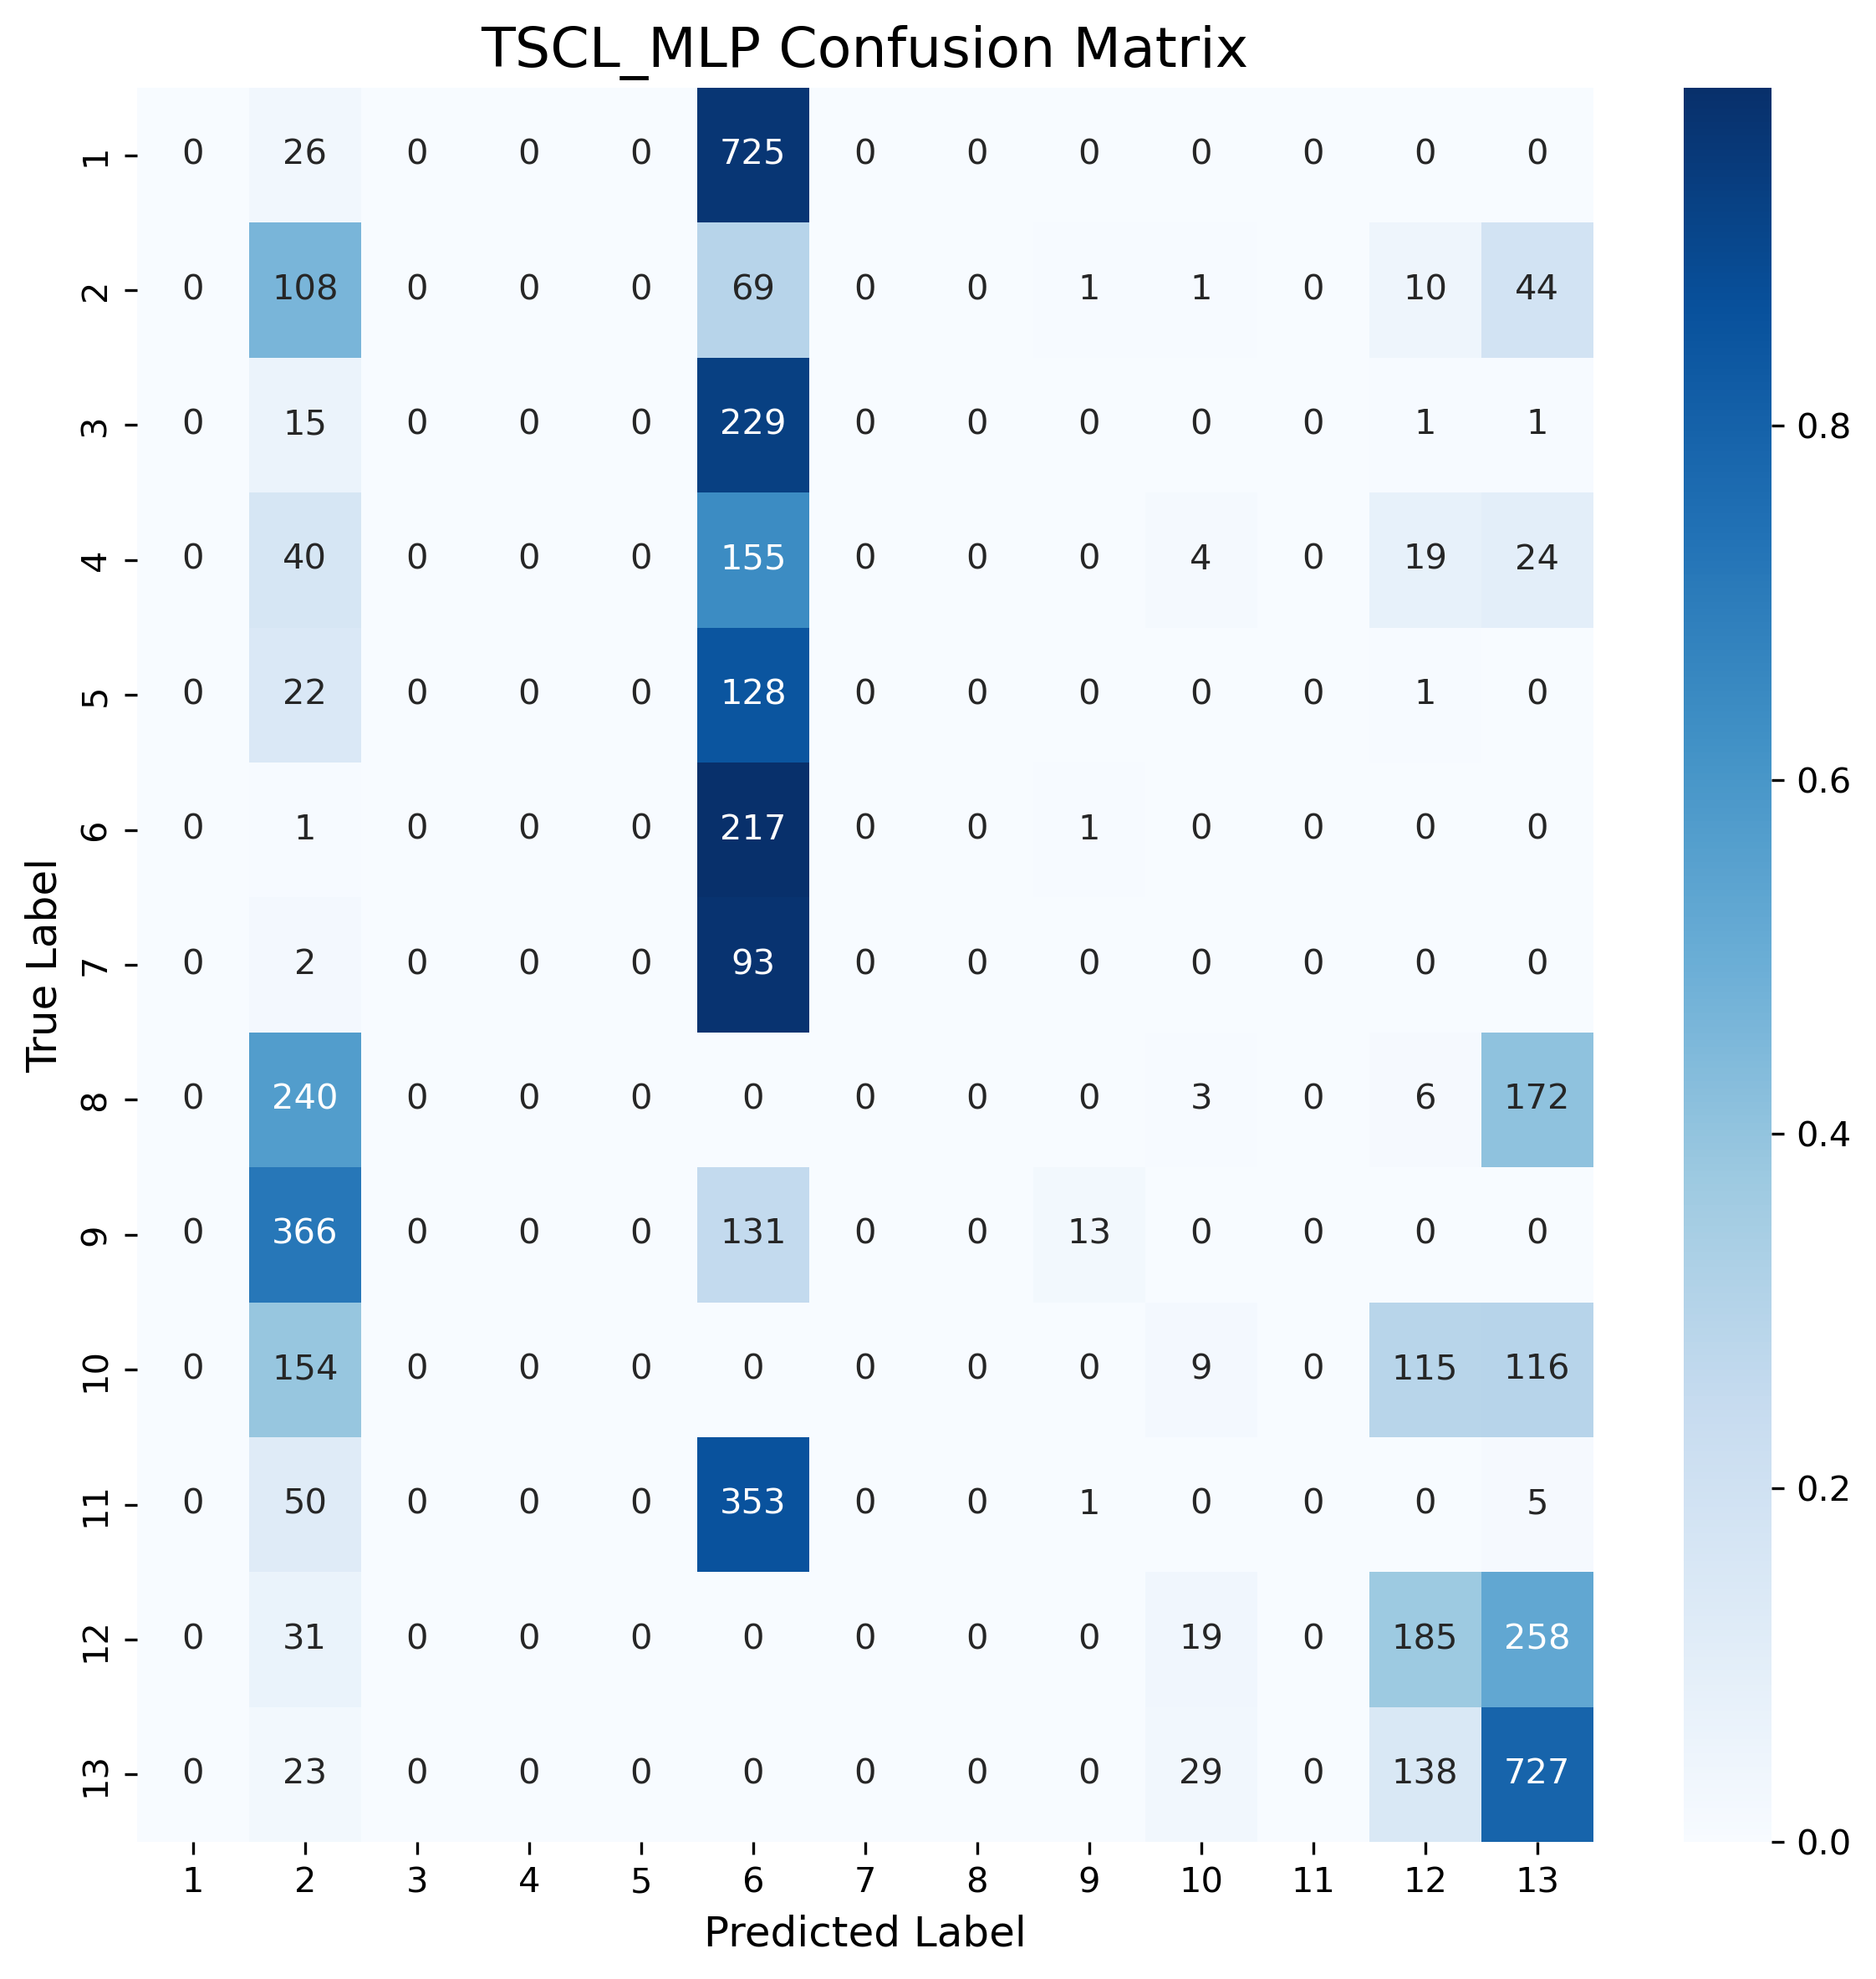 TSCL_MLP Confusion Matrix
1 0 26 0 0 0 725 0 0 0 0 0 0 0
2 0 108 0 0 0 69 0 0 1 1 0 10 44
3 0 15 0 0 0 229 0 0 0 0 0 1 1
4 0 40 0 0 0 155 0 0 0 4 0 19 24
5 0 22 0 0 0 128 0 0 0 0 0 1 0
6 0 1 0 0 0 217 0 0 1 0 0 0 0
7 0 2 0 0 0 93 0 0 0 0 0 0 0
8 0 240 0 0 0 0 0 0 0 3 0 6 172
9 0 366 0 0 0 131 0 0 13 0 0 0 0
10 0 154 0 0 0 0 0 0 0 9 0 115 116
11 0 50 0 0 0 353 0 0 1 0 0 0 5
12 0 31 0 0 0 0 0 0 0 19 0 185 258
13 0 23 0 0 0 0 0 0 0 29 0 138 727
1 2 3 4 5 6 7 8 9 10 11 12 13
Predicted Label
True Label
0.8
0.6
0.4
0.2
0.0